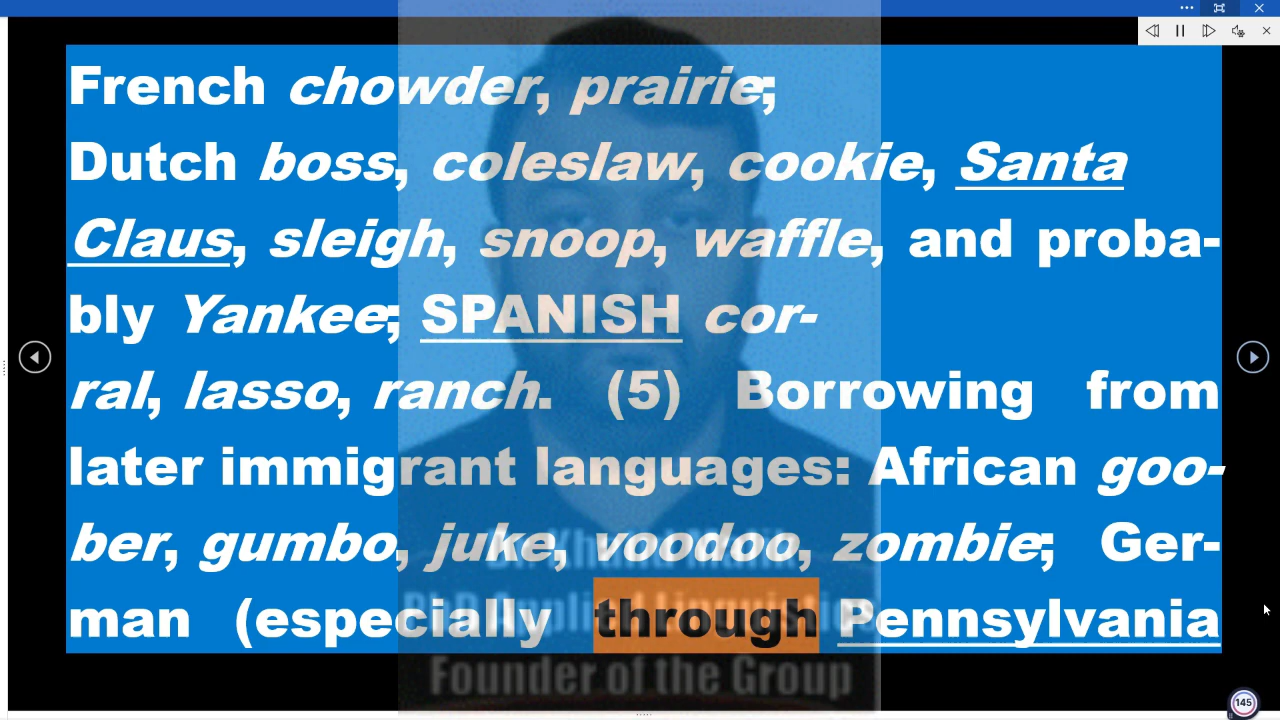 French chowder, prairie;
Dutch boss, coleslaw, cookie, Santa
Claus, sleigh, snoop, waffle, and proba-
bly Yankee; SPANISH cor-
ral, lasso, ranch. (5) Borrowing from
later immigrant languages: African goo-
ber, gumbo, juke, voodoo, zombie; Ger-
man (especially through Pennsylvania
Founder of the Group
145